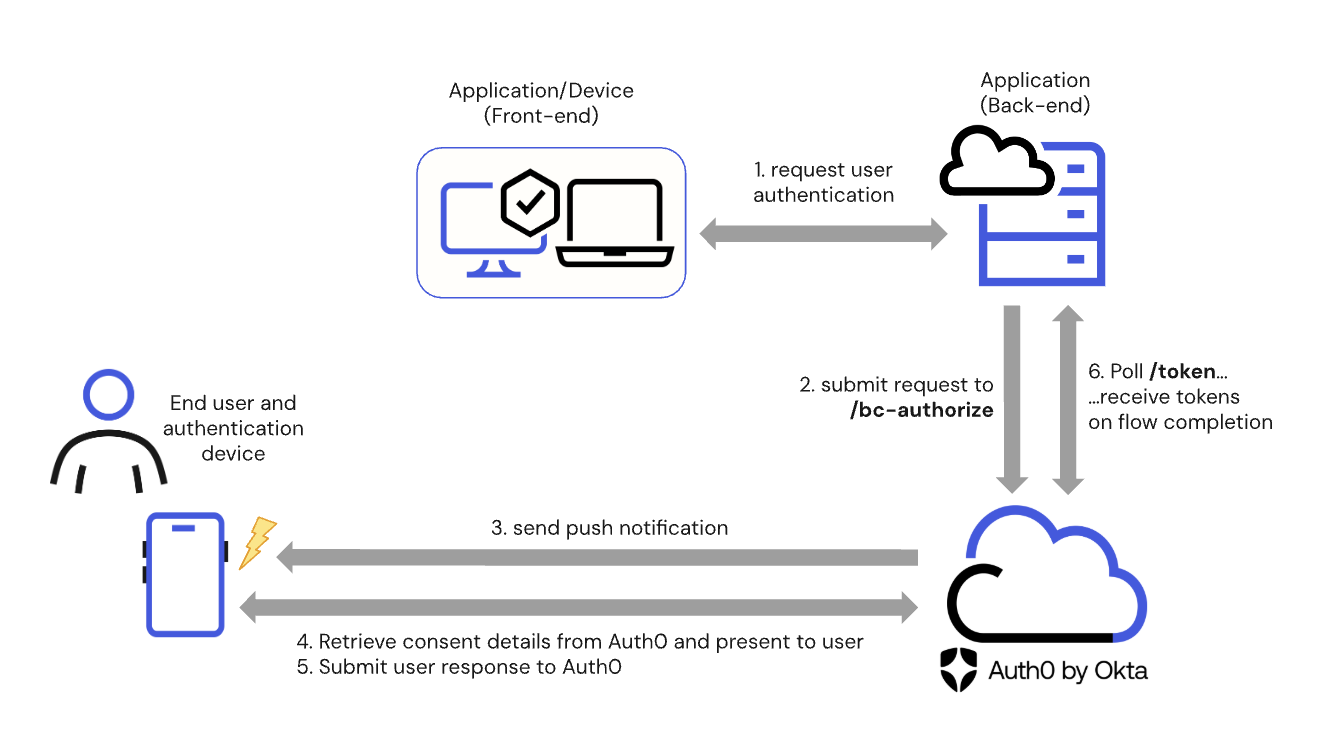 Application/Device
(Front-end)
Application
(Back-end)
1. request user
authentication
2. submit request to
/bc-authorize
6. Poll /token...
...receive tokens
on flow completion
End user and
authentication
device
3. send push notification
4. Retrieve consent details from Auth0 and present to user
5. Submit user response to Auth0
Auth0 by Okta